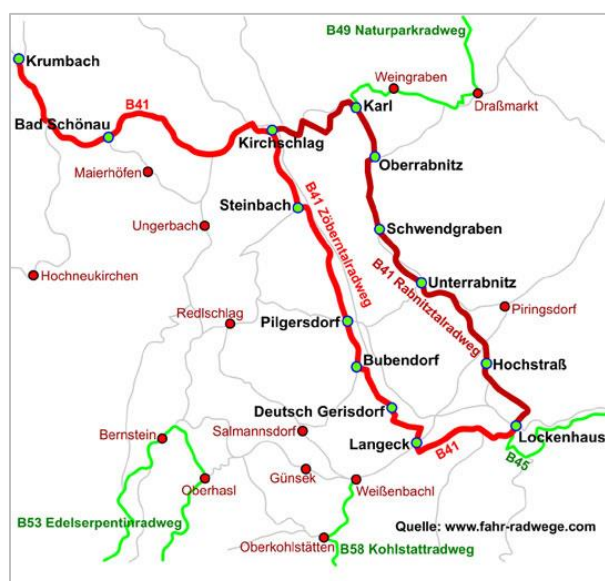 B49 Naturparkradweg
Krumbach
Weingraben
Draßmarkt
B41
Karl
Bad Schönau
Kirchschlag
Oberrabnitz
Maierhöfen
Steinbach
B41 Zöberntalradweg
Ungerbach
Schwendgraben
Hochneukirchen
Unterrabnitz
B41 Rabnitztalradweg
Redlschlag
Piringsdorf
Pilgersdorf
Bubendorf
Hochstraß
Deutsch Gerisdorf
Salmannsdorf
Bernstein
Langeck
B41
Lockenhaus
B45
Günsek
Oberhasl
Weißenbachl
B53 Edelserpentinradweg
Quelle: www.fahr-radwege.com
Oberkohlstätten
B58 Kohlstattradweg